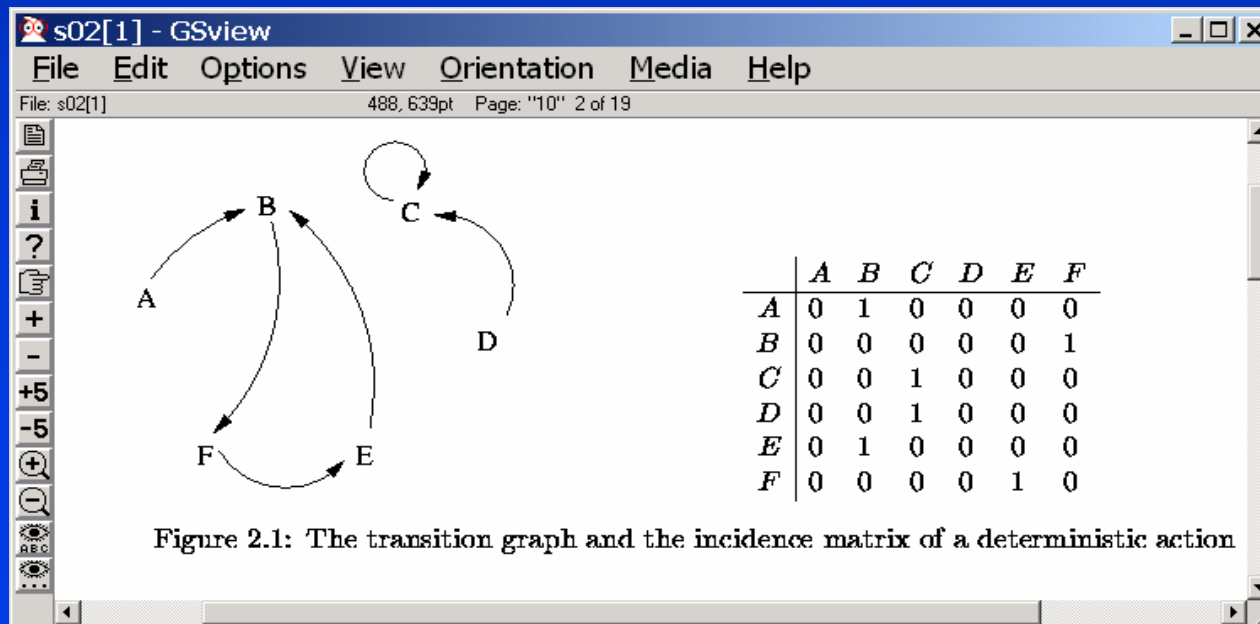 s02[1] - GSview
File Edit Options View Orientation Media Help
File: s02[1] 488, 639pt Page: "10" 2 of 19
i
?
+
-
+5
-5
ABC
B
C
A
D
F
E
A B C D E F
A 0 1 0 0 0 0
B 0 0 0 0 0 1
C 0 0 1 0 0 0
D 0 0 1 0 0 0
E 0 1 0 0 0 0
F 0 0 0 0 1 0
Figure 2.1: The transition graph and the incidence matrix of a deterministic action